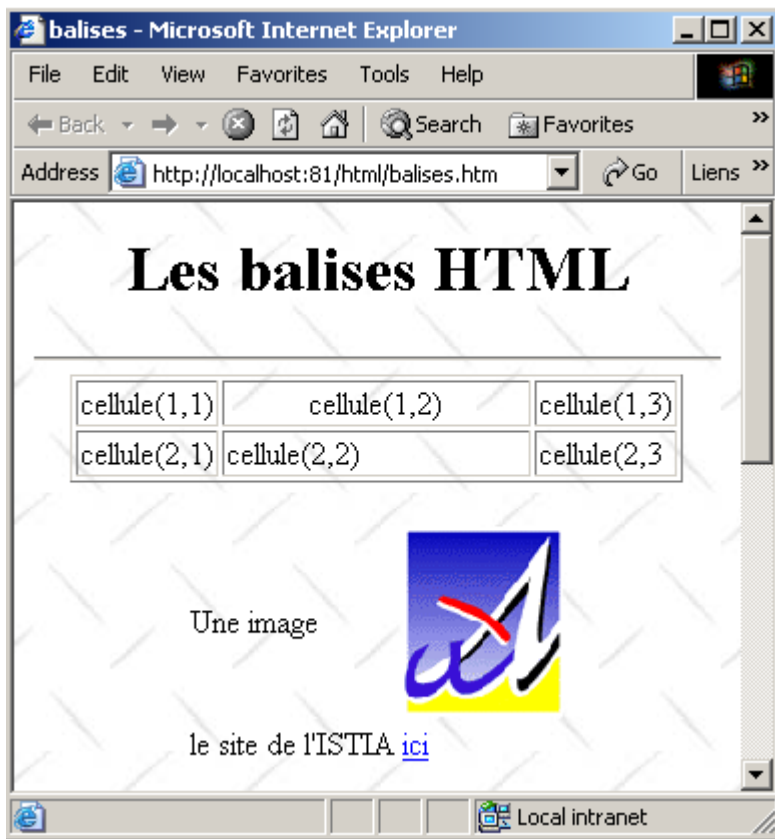 balises - Microsoft Internet Explorer
File Edit View Favorites Tools Help
Back Search Favorites »
Address http://localhost:81/html/balises.htm Go Liens »
Les balises HTML
cellule(1,1) cellule(1,2) cellule(1,3)
cellule(2,1) cellule(2,2) cellule(2,3
Une image
le site de l'ISTIA ici
Local intranet